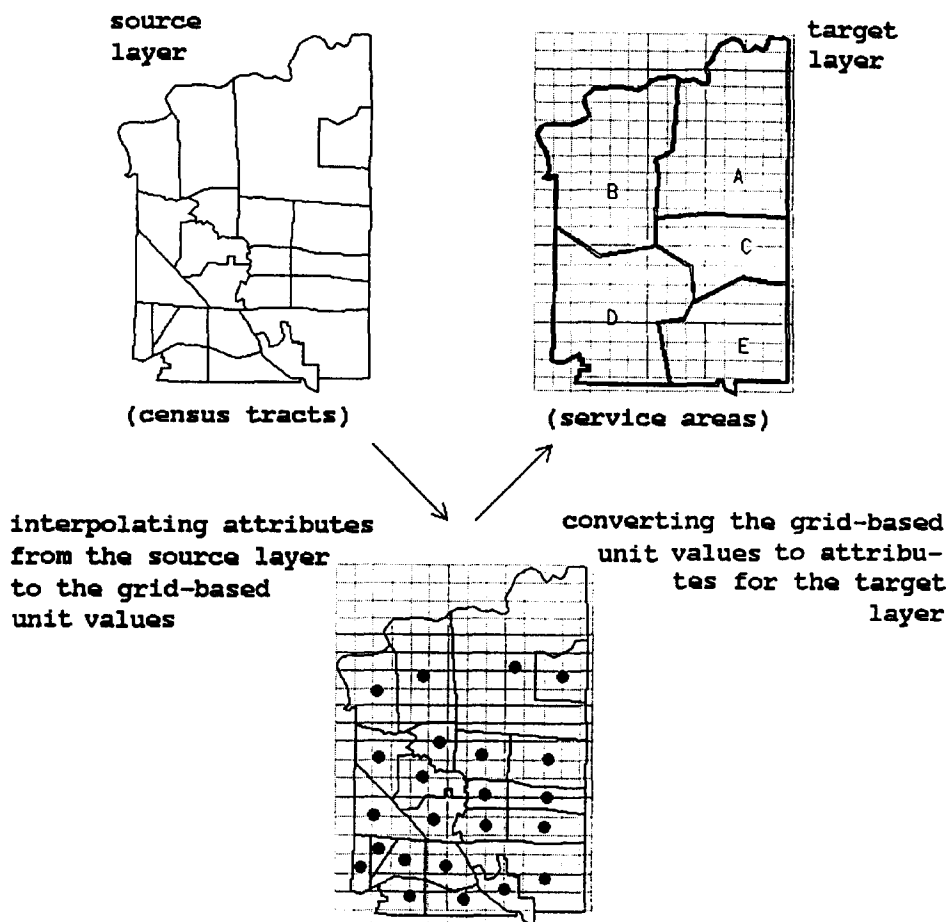 source
layer
target
layer
A
B
C
D
E
(census tracts)
(service areas)
interpolating attributes
from the source layer
to the grid-based
unit values
converting the grid-based
unit values to attribu-
tes for the target
layer